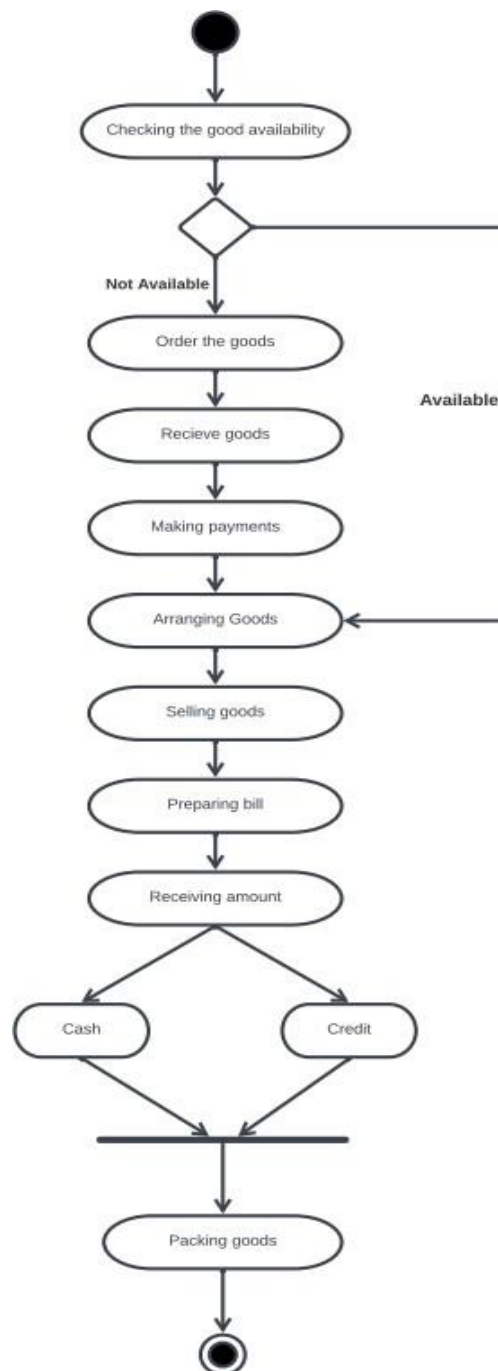 Checking the good availability
Not Available
Order the goods
Available
Recieve goods
Making payments
Arranging Goods
Selling goods
Preparing bill
Receiving amount
Cash
Credit
Packing goods